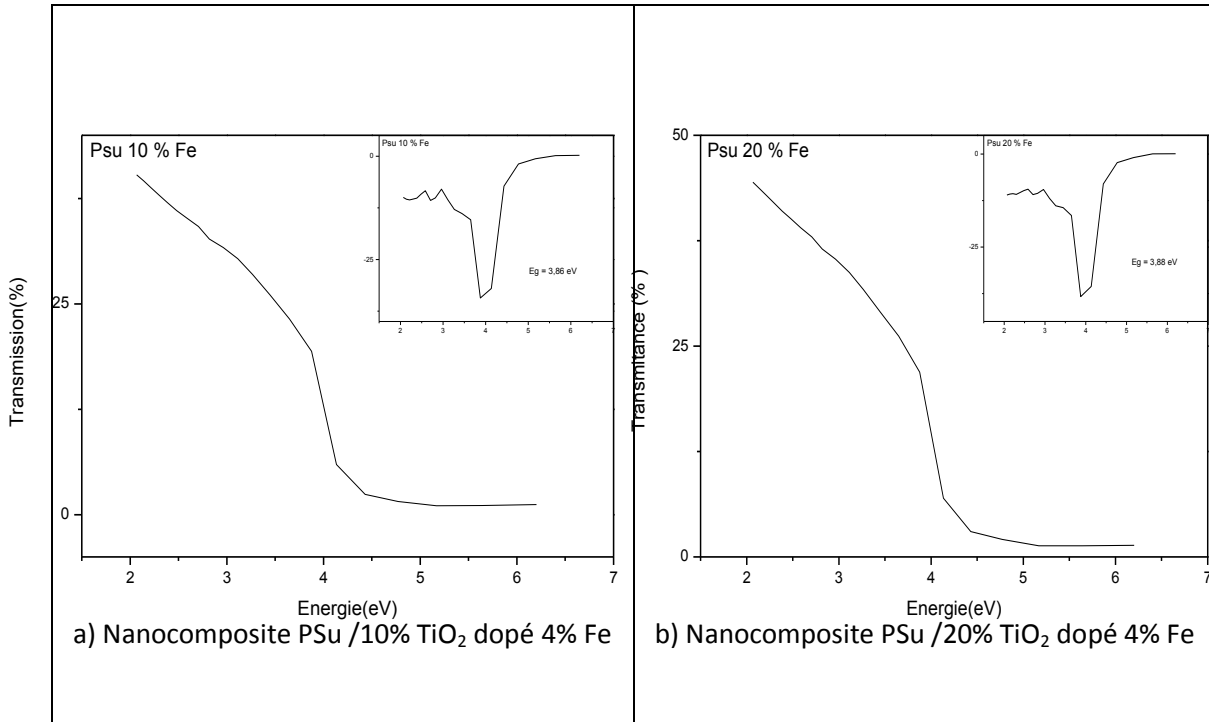 Psu 10 % Fe
Psu 10 % Fe
0
-25
2 3 4 5 6 7
Eg = 3,86 eV
Transmission(%)
25
0
2 3 4 5 6 7
Energie(eV)
a) Nanocomposite PSu /10% TiO₂ dopé 4% Fe
Psu 20 % Fe
Psu 20 % Fe
0
-25
2 3 4 5 6 7
Eg = 3,88 eV
Transmitance (% )
50
25
0
2 3 4 5 6 7
Energie(eV)
b) Nanocomposite PSu /20% TiO₂ dopé 4% Fe